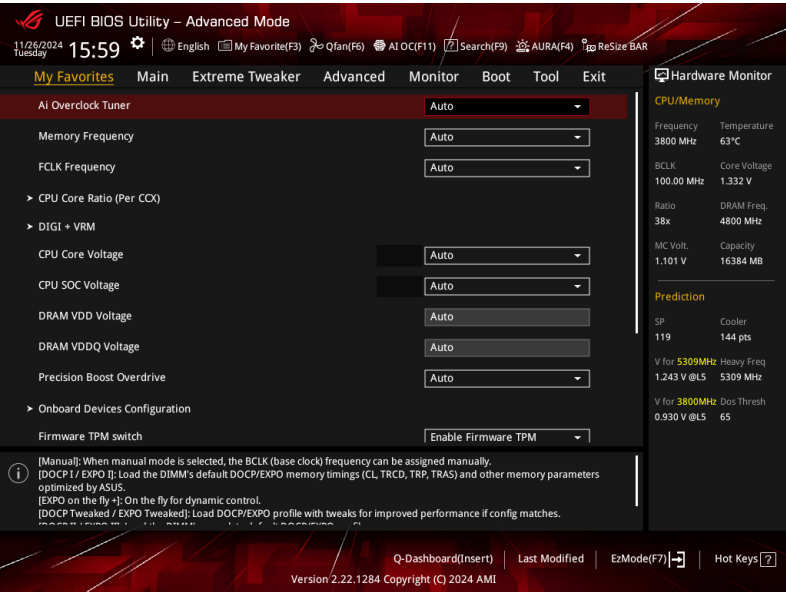 UEFI BIOS Utility – Advanced Mode
11/26/2024 Tuesday 15:59 English My Favorite(F3) Qfan(F6) AI OC(F11) ? Search(F9) AURA(F4) ReSize BAR
My Favorites Main Extreme Tweaker Advanced Monitor Boot Tool Exit
Ai Overclock Tuner Auto
Memory Frequency Auto
FCLK Frequency Auto
> CPU Core Ratio (Per CCX)
> DIGI + VRM
CPU Core Voltage Auto
CPU SOC Voltage Auto
DRAM VDD Voltage Auto
DRAM VDDQ Voltage Auto
Precision Boost Overdrive Auto
> Onboard Devices Configuration
Firmware TPM switch Enable Firmware TPM
[Manual]: When manual mode is selected, the BCLK (base clock) frequency can be assigned manually.
[DOCP I / EXPO I]: Load the DIMM's default DOCP/EXPO memory timings (CL, TRCD, TRP, TRAS) and other memory parameters
optimized by ASUS.
[EXPO on the fly +]: On the fly for dynamic control.
[DOCP Tweaked / EXPO Tweaked]: Load DOCP/EXPO profile with tweaks for improved performance if config matches.
Hardware Monitor
CPU/Memory
Frequency Temperature
3800 MHz 63°C
BCLK Core Voltage
100.00 MHz 1.332 V
Ratio DRAM Freq.
38x 4800 MHz
MC Volt. Capacity
1.101 V 16384 MB
Prediction
SP Cooler
119 144 pts
V for 5309MHz Heavy Freq
1.243 V @L5 5309 MHz
V for 3800MHz Dos Thresh
0.930 V @L5 65
Q-Dashboard(Insert) Last Modified EzMode(F7) Hot Keys ?
Version 2.22.1284 Copyright (C) 2024 AMI